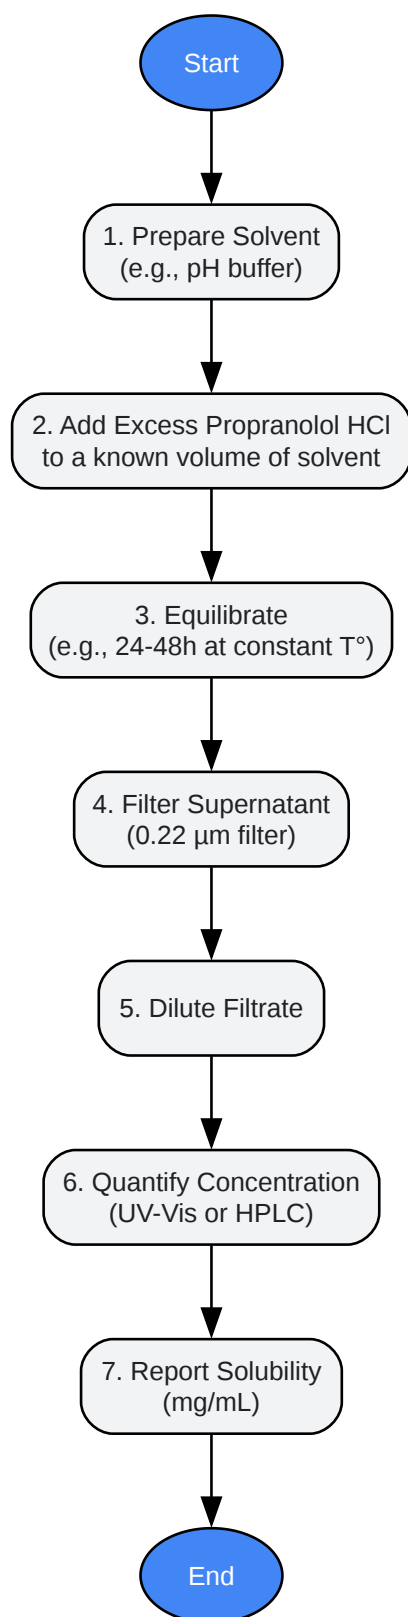 Start
1. Prepare Solvent
(e.g., pH buffer)
2. Add Excess Propranolol HCl
to a known volume of solvent
3. Equilibrate
(e.g., 24-48h at constant T°)
4. Filter Supernatant
(0.22 µm filter)
5. Dilute Filtrate
6. Quantify Concentration
(UV-Vis or HPLC)
7. Report Solubility
(mg/mL)
End